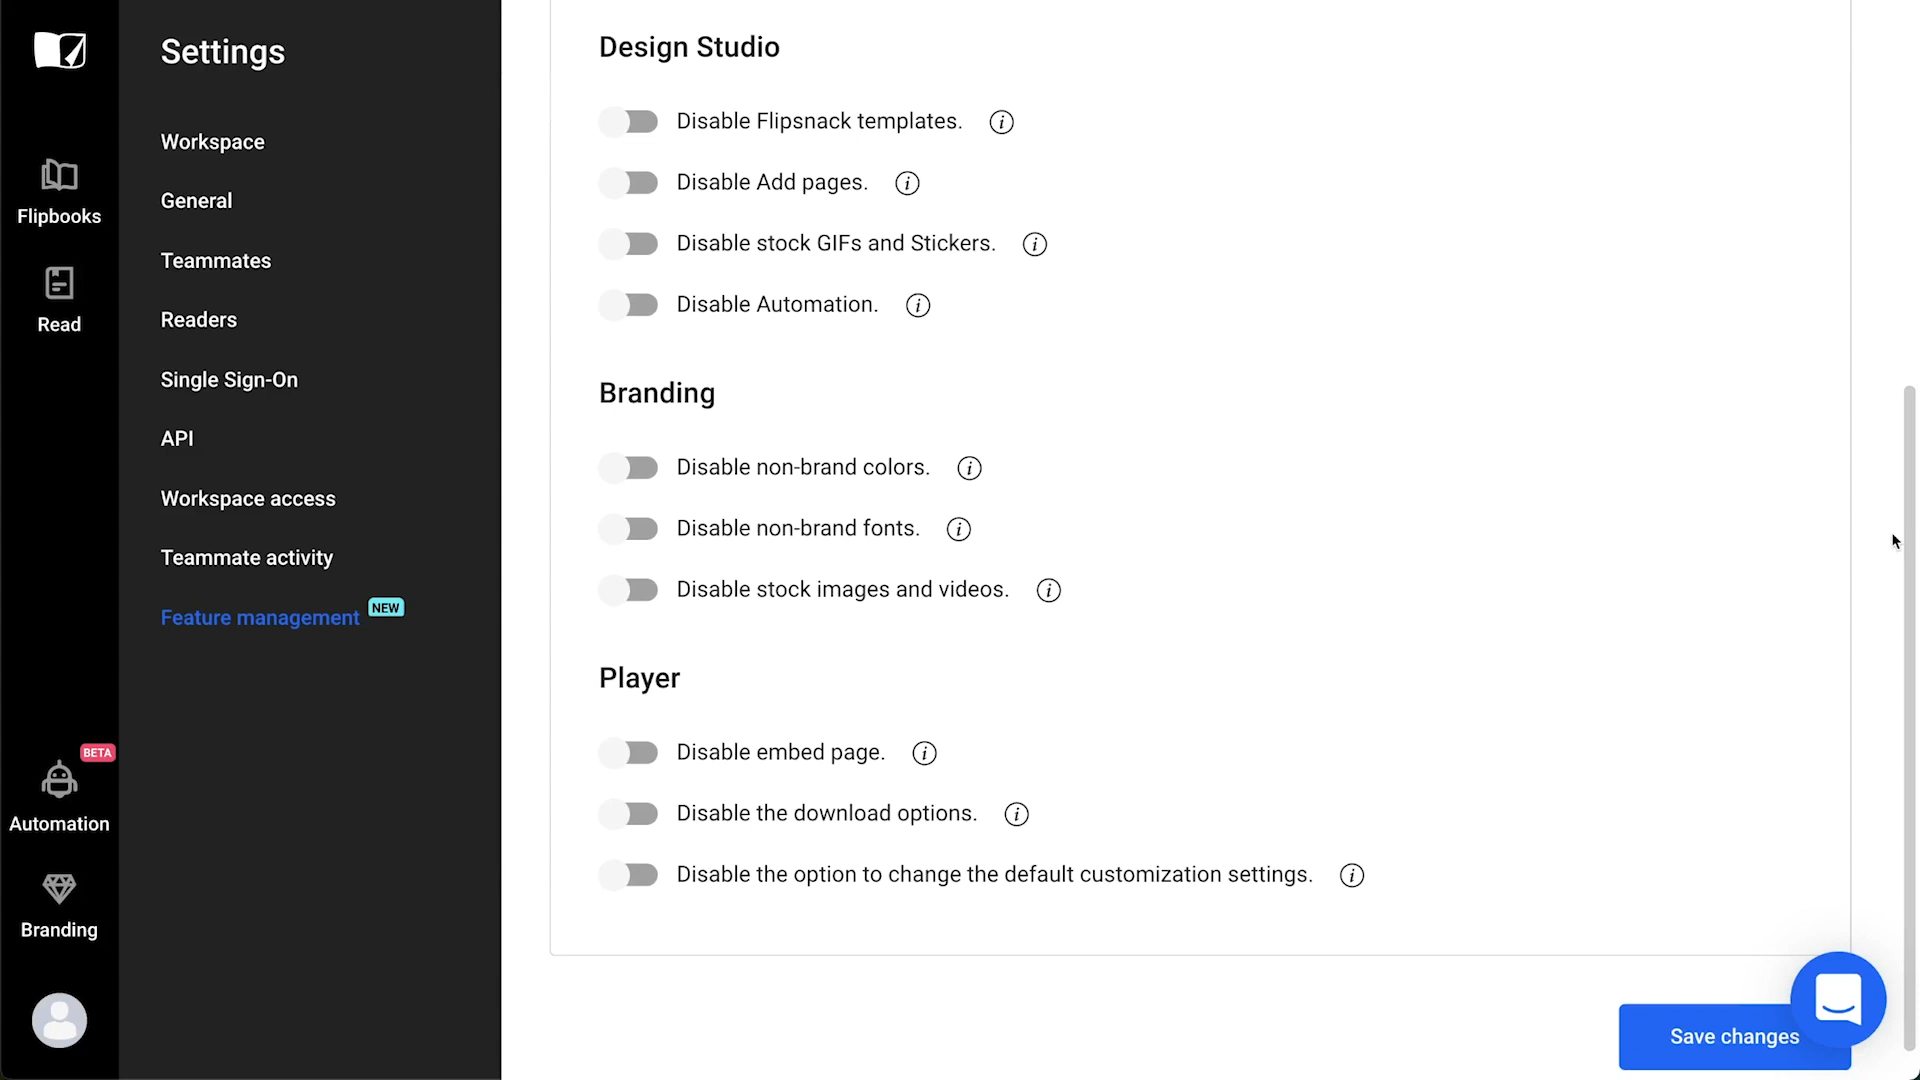 Settings
Flipbooks
Read
BETA
Automation
Branding
Workspace
General
Teammates
Readers
Single Sign-On
API
Workspace access
Teammate activity
Feature management NEW
Design Studio
Disable Flipsnack templates. i
Disable Add pages. i
Disable stock GIFs and Stickers. i
Disable Automation. i
Branding
Disable non-brand colors. i
Disable non-brand fonts. i
Disable stock images and videos. i
Player
Disable embed page. i
Disable the download options. i
Disable the option to change the default customization settings. i
Save changes